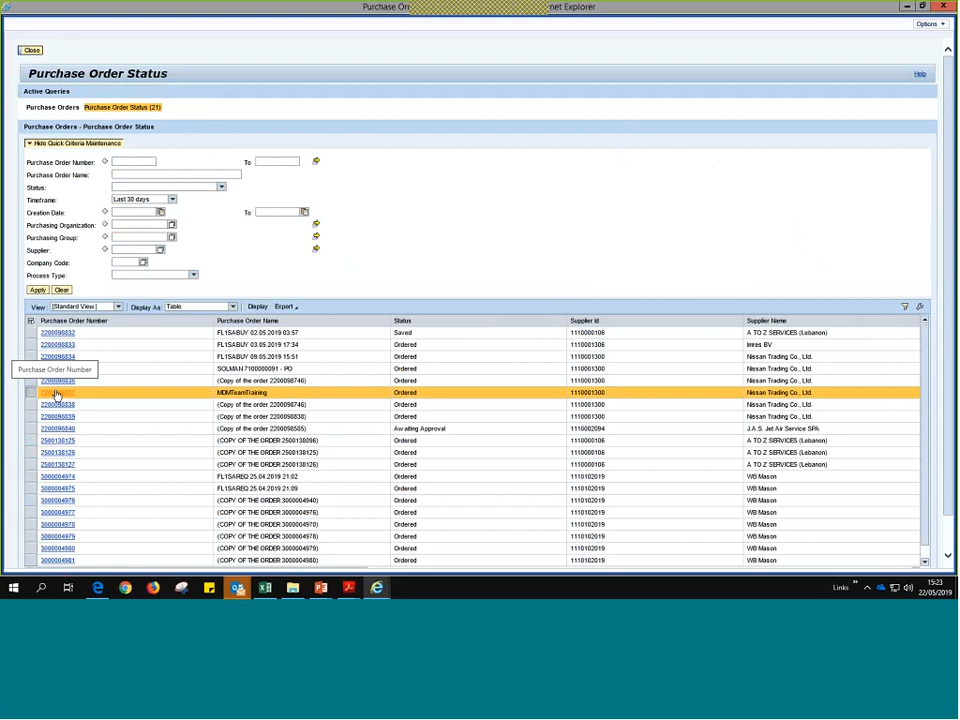 Purchase Or net Explorer
Options
Close
Purchase Order Status
Help
Active Queries
Purchase Orders Purchase Order Status (21)
Purchase Orders - Purchase Order Status
Hide Quick Criteria Maintenance
Purchase Order Number: To
Purchase Order Name:
Status:
Timeframe: Last 30 days
Creation Date: To
Purchasing Organization:
Purchasing Group:
Supplier:
Company Code:
Process Type:
Apply Clear
View: [Standard View] Display As: Table Display Export
Purchase Order Number Purchase Order Name Status Supplier Id Supplier Name
2200098832 FL1SABUY 02.05.2019 03:57 Saved 1110000106 A TO Z SERVICES (Lebanon)
2200098833 FL1SABUY 03.05.2019 17:34 Ordered 1110001306 Imres BV
2200098834 FL1SABUY 09.05.2019 15:51 Ordered 1110001300 Nissan Trading Co., Ltd.
Purchase Order Number SOLMAN 7100000091 - PO Ordered 1110001300 Nissan Trading Co., Ltd.
2200098836 (Copy of the order 2200098746) Ordered 1110001300 Nissan Trading Co., Ltd.
MDMTeamTraining Ordered 1110001300 Nissan Trading Co., Ltd.
2200098838 (Copy of the order 2200098746) Ordered 1110001300 Nissan Trading Co., Ltd.
2200098839 (Copy of the order 2200098838) Ordered 1110001300 Nissan Trading Co., Ltd.
2200098840 (Copy of the order 2200098585) Awaiting Approval 1110002094 J.A.S. Jet Air Service SPA
2500138125 (COPY OF THE ORDER 2500138096) Ordered 1110000106 A TO Z SERVICES (Lebanon)
2500138126 (COPY OF THE ORDER 2500138125) Ordered 1110000106 A TO Z SERVICES (Lebanon)
2500138127 (COPY OF THE ORDER 2500138126) Ordered 1110000106 A TO Z SERVICES (Lebanon)
3000004974 FL1SAREQ 25.04.2019 21:02 Ordered 1110102019 WB Mason
3000004975 FL1SAREQ 25.04.2019 21:09 Ordered 1110102019 WB Mason
3000004976 (COPY OF THE ORDER 3000004940) Ordered 1110102019 WB Mason
3000004977 (COPY OF THE ORDER 3000004976) Ordered 1110102019 WB Mason
3000004978 (COPY OF THE ORDER 3000004970) Ordered 1110102019 WB Mason
3000004979 (COPY OF THE ORDER 3000004978) Ordered 1110102019 WB Mason
3000004980 (COPY OF THE ORDER 3000004979) Ordered 1110102019 WB Mason
3000004981 (COPY OF THE ORDER 3000004980) Ordered 1110102019 WB Mason
Links
15:23
22/05/2019